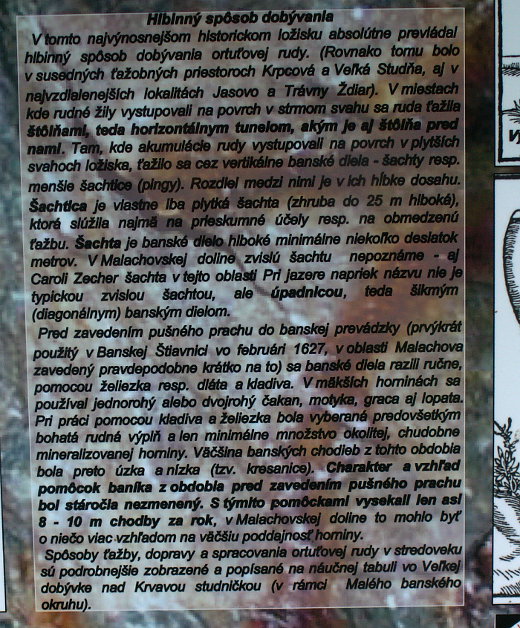 Hlbinný spôsob dobývania
V tomto najvýnosnejšom historickom ložisku absolútne prevládal
hlbinný spôsob dobývania ortuťovej rudy. (Rovnako tomu bolo
v susedných ťažobných priestoroch Krpcová a Veľká Studňa, aj v
najvzdialenejších lokalitách Jasovo a Trávny Ždiar). V miestach
kde rudné žily vystupovali na povrch v strmom svahu sa ruda ťažila
štôlňami, teda horizontálnym tunelom, akým je aj štôlňa pred
nami. Tam, kde akumulácie rudy vystupovali na povrch v plytších
svahoch ložiska, ťažilo sa cez vertikálne banské diela - šachty resp.
menšie šachtice (pingy). Rozdiel medzi nimi je v ich hĺbke dosahu.
Šachtica je vlastne iba plytká šachta (zhruba do 25 m hlboká),
ktorá slúžila najmä na prieskumné účely resp. na obmedzenú
ťažbu. Šachta je banské dielo hlboké minimálne niekoľko desiatok
metrov. V Malachovskej doline zvislú šachtu nepoznáme - aj
Caroli Zecher šachta v tejto oblasti Pri jazere napriek názvu nie je
typickou zvislou šachtou, ale úpadnicou, teda šikmým
(diagonálnym) banským dielom.
Pred zavedením pušného prachu do banskej prevádzky (prvýkrát
použitý v Banskej Štiavnici vo februári 1627, v oblasti Malachova
zavedený pravdepodobne krátko na to) sa banské diela razili ručne,
pomocou želiezka resp. dláta a kladiva. V mäkších horninách sa
používal jednorohý alebo dvojrohý čakan, motyka, graca aj lopata.
Pri práci pomocou kladiva a želiezka bola vyberané predovšetkým
bohatá rudná výplň a len minimálne množstvo okolitej, chudobne
mineralizovanej horniny. Väčšina banských chodieb z tohto obdobia
bola preto úzka a nízka (tzv. kresanice). Charakter a vzhľad
pomôcok baníka z obdobia pred zavedením pušného prachu
bol stáročia nezmenený. S týmito pomôckami vysekali len asi
8 - 10 m chodby za rok, v Malachovskej doline to mohlo byť
o niečo viac vzhľadom na väčšiu poddajnosť horniny.
Spôsoby ťažby, dopravy a spracovania ortuťovej rudy v stredoveku
sú podrobnejšie zobrazené a popísané na náučnej tabuli vo Veľkej
dobývke nad Krvavou studničkou (v rámci Malého banského
okruhu).